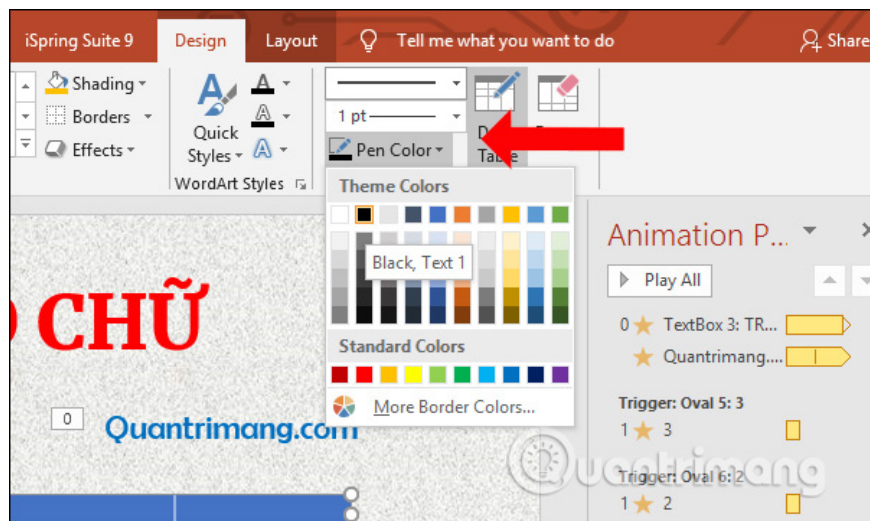 iSpring Suite 9 Design Layout Tell me what you want to do Share
Shading
Borders
Effects
Quick
Styles
WordArt Styles
1 pt
Pen Color
Table
Theme Colors
Black, Text 1
Standard Colors
More Border Colors...
CHỮ
0
Quantrimang.com
Animation P...
Play All
0 TextBox 3: TR...
Quantrimang....
Trigger: Oval 5: 3
1 3
Quantrimang
Trigger: Oval 6: 2
1 2